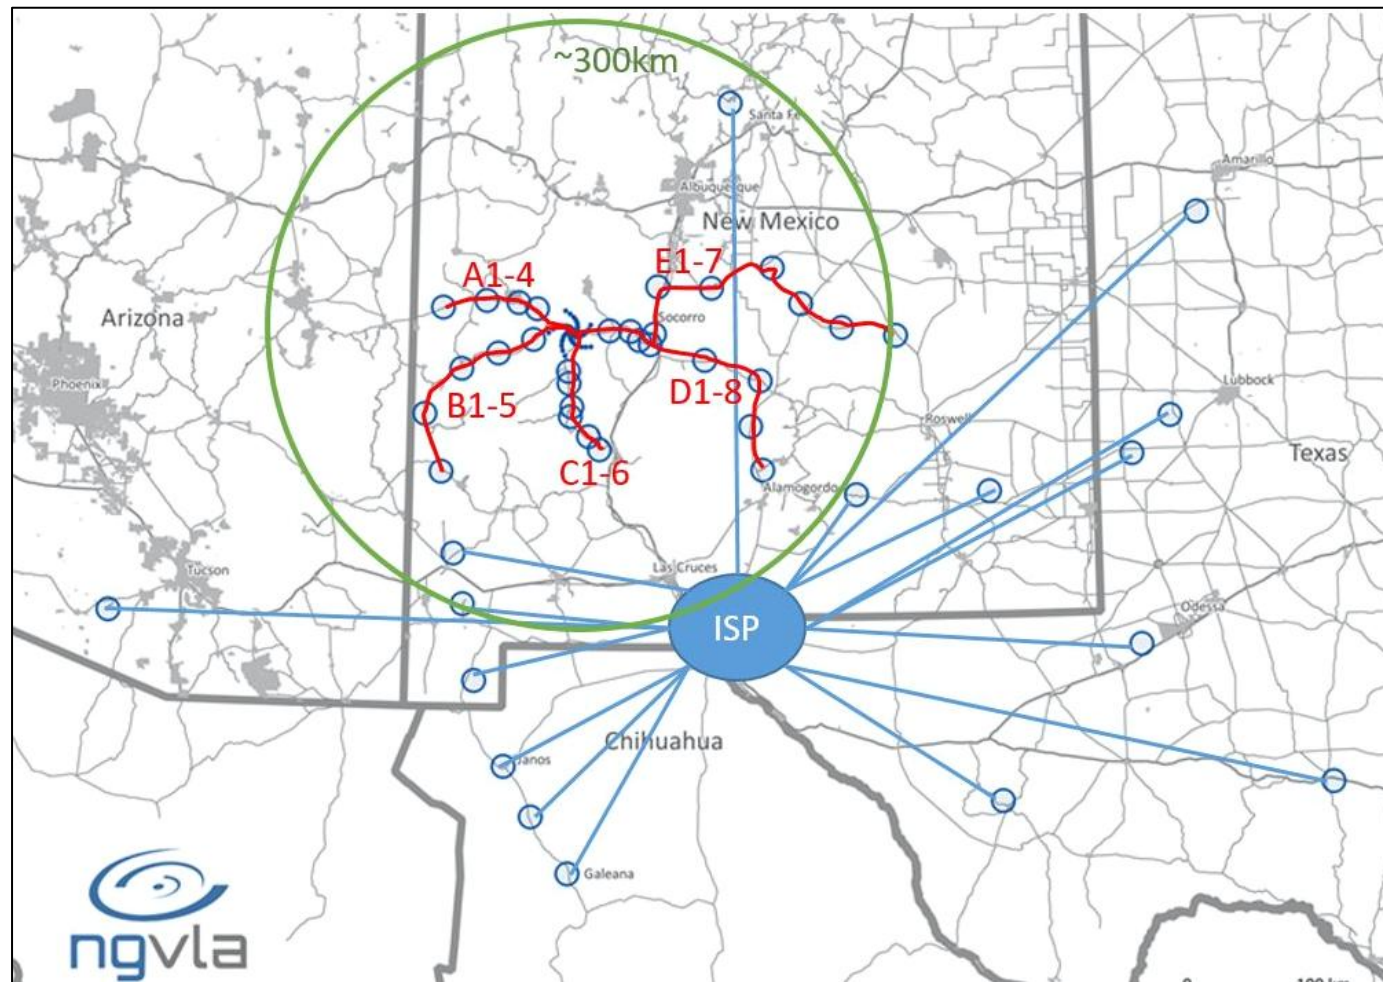 ~300km
Santa Fe
Amarillo
Albuquerque
New Mexico
E1-7
A1-4
Arizona
Socorro
Phoenix
B1-5
D1-8
Lubbock
Roswell
Texas
C1-6
Alamogordo
Las Cruces
Tucson
Odessa
ISP
Chihuahua
Janos
Galeana
ngvla